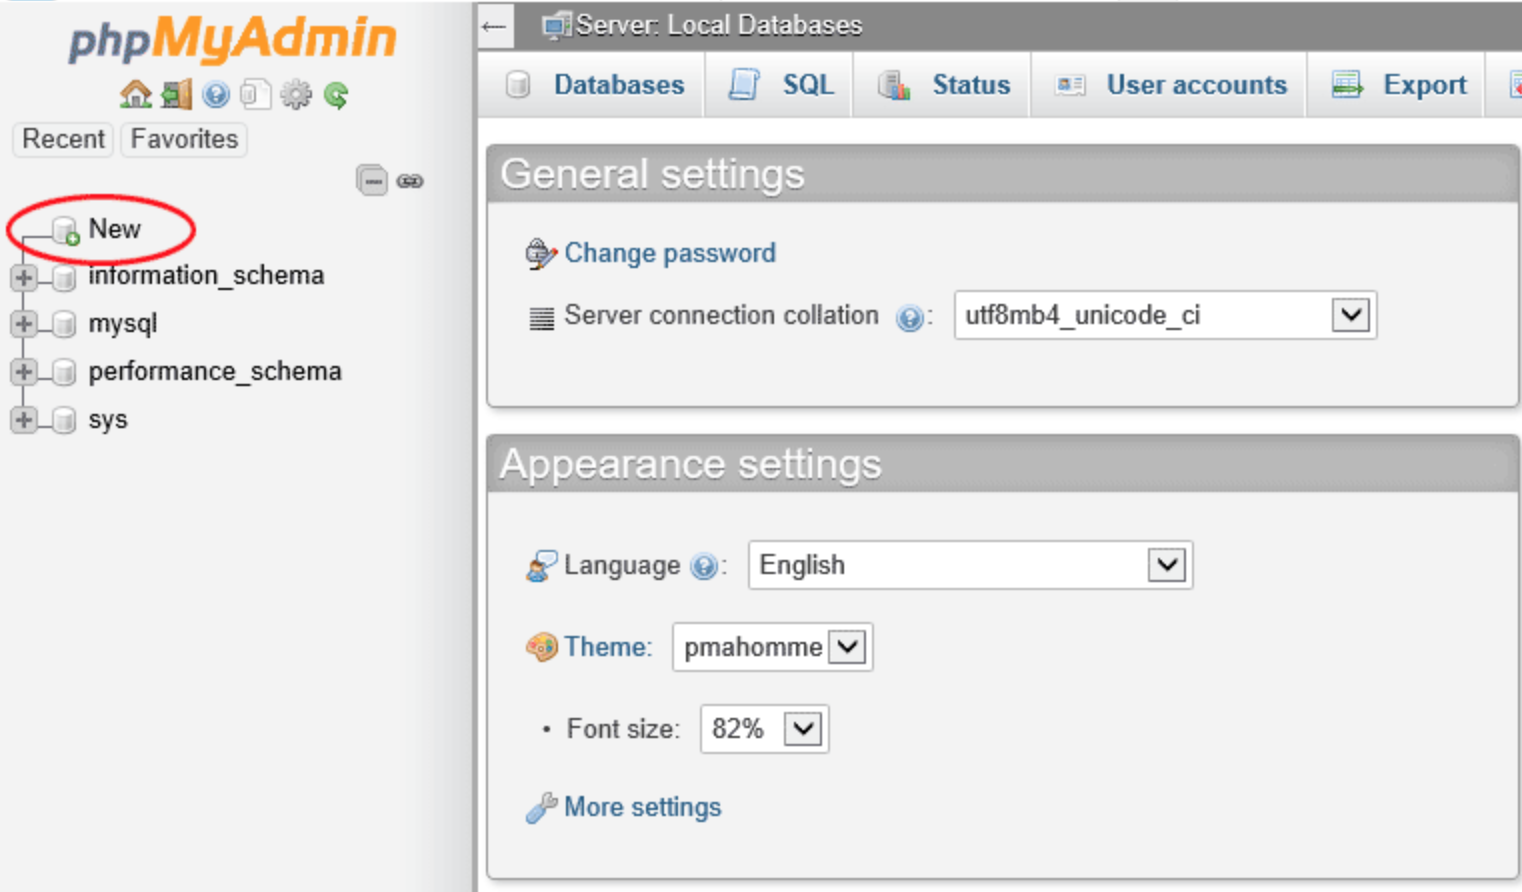 phpMyAdmin
Recent Favorites
New
information_schema
mysql
performance_schema
sys
← Server: Local Databases
Databases SQL Status User accounts Export
General settings
Change password
Server connection collation : utf8mb4_unicode_ci
Appearance settings
Language : English
Theme: pmahomme
• Font size: 82%
More settings